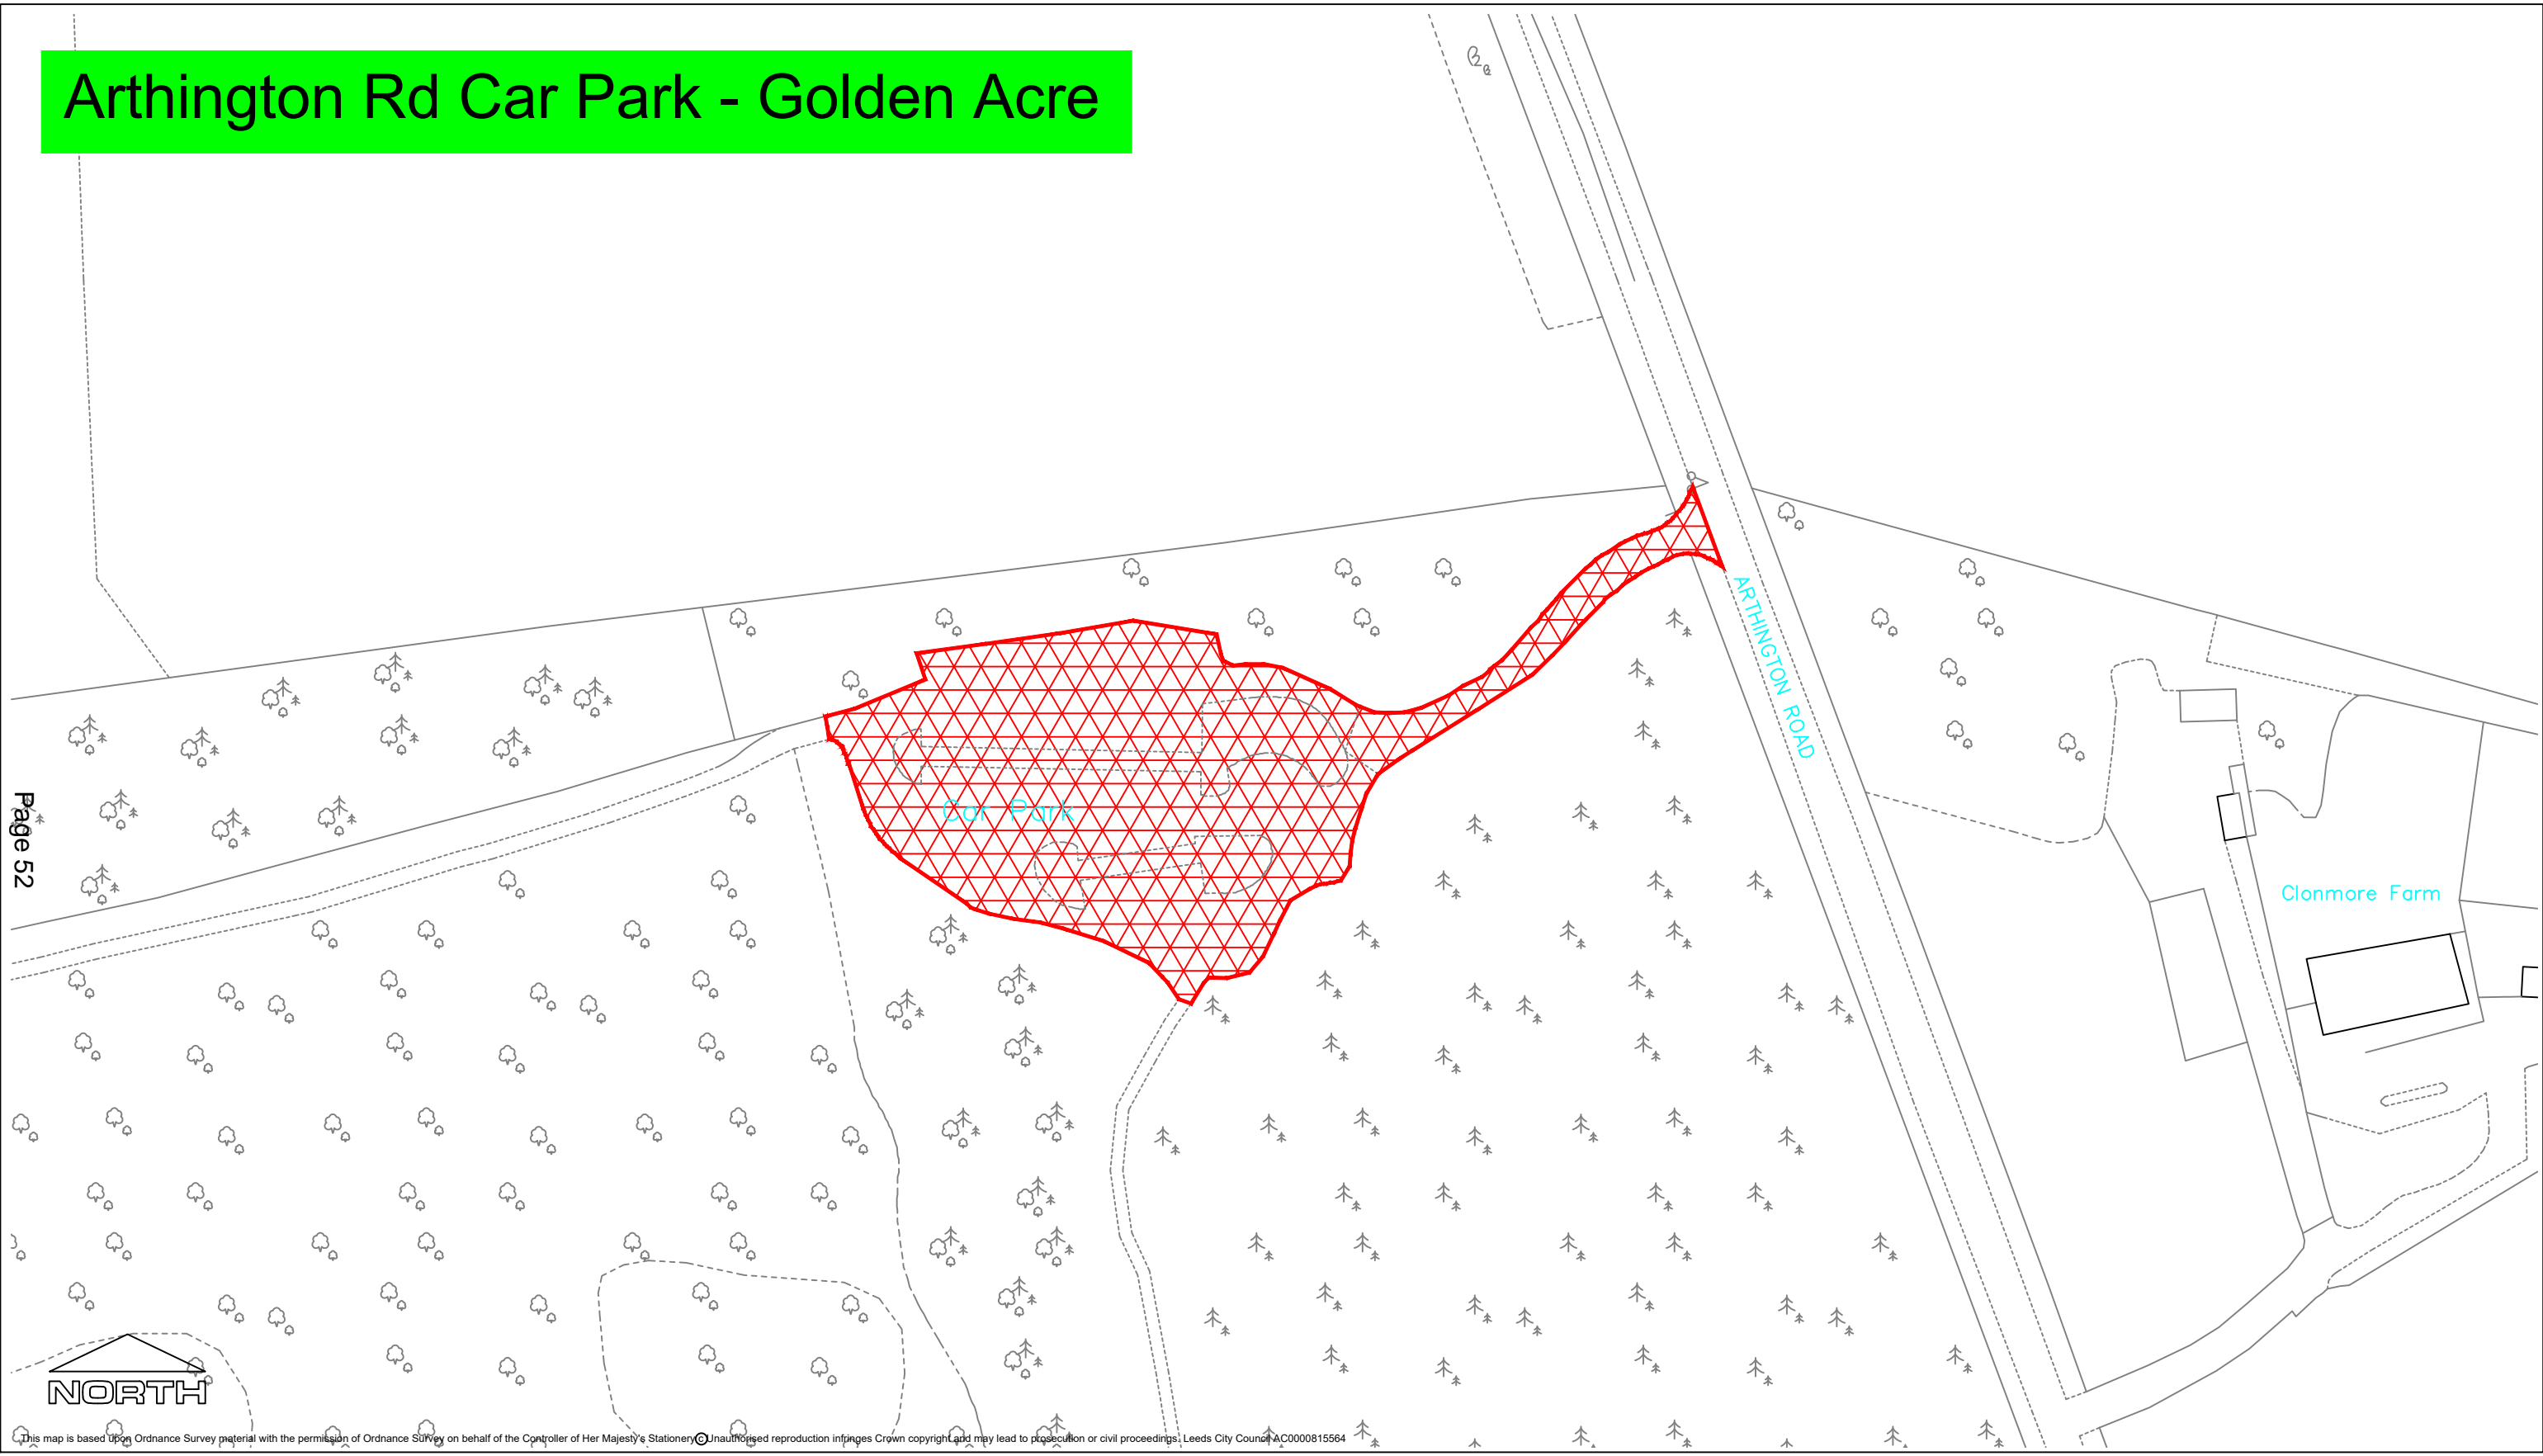 Arthington Rd Car Park - Golden Acre
ARTHINGTON ROAD
Car Park
Page 52
Clonmore Farm
NORTH
This map is based upon Ordnance Survey material with the permission of Ordnance Survey on behalf of the Controller of Her Majesty's Stationery © Unauthorised reproduction infringes Crown copyright and may lead to prosecution or civil proceedings. Leeds City Council AC0000815564